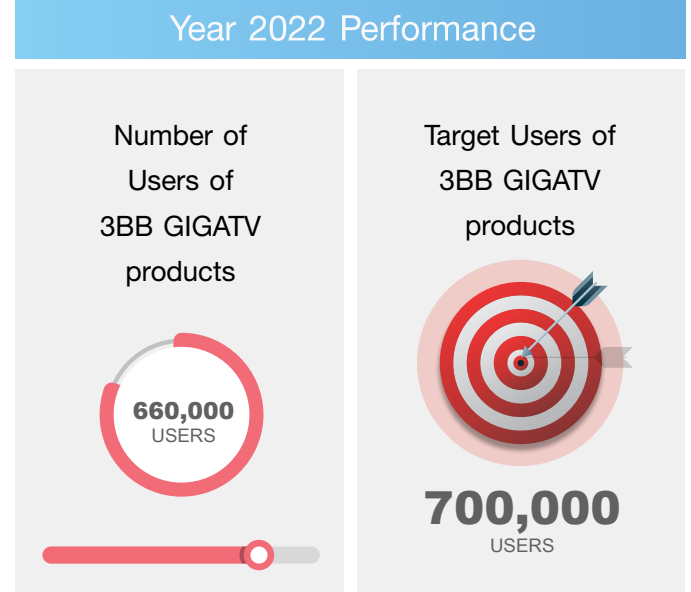 Year 2022 Performance
Number of
Users of
3BB GIGATV
products
660,000
USERS
Target Users of
3BB GIGATV
products
700,000
USERS